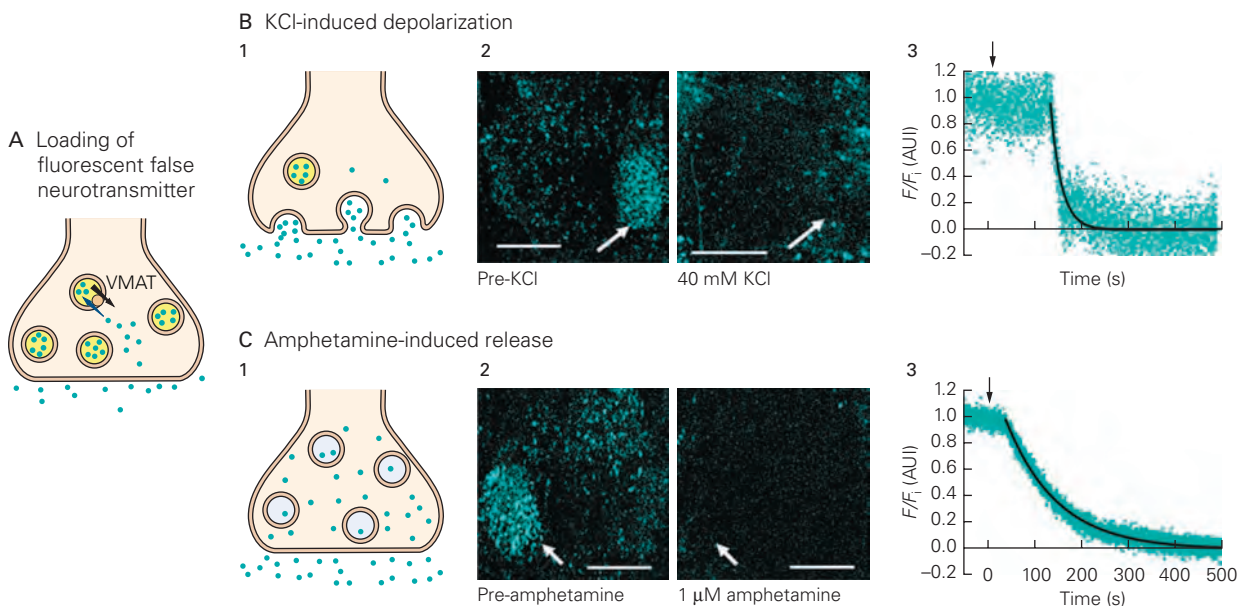 A Loading of
fluorescent false
neurotransmitter
VMAT
B KCl-induced depolarization
1
2
Pre-KCl
40 mM KCl
3
F/Fi (AUI)
1.2
1.0
0.8
0.6
0.4
0.2
0.0
–0.2
Time (s)
C Amphetamine-induced release
1
2
Pre-amphetamine
1 μM amphetamine
3
F/Fi (AUI)
1.2
1.0
0.8
0.6
0.4
0.2
0.0
–0.2
0 100 200 300 400 500
Time (s)